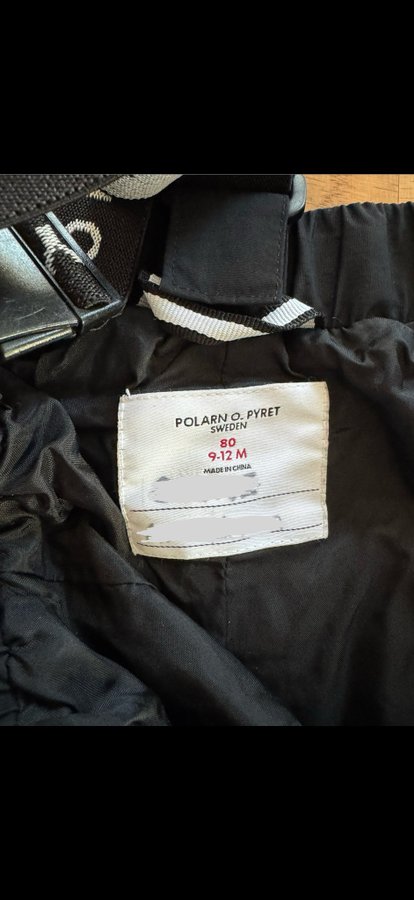 POLARN O. PYRET
SWEDEN
80
9-12 M
MADE IN CHINA